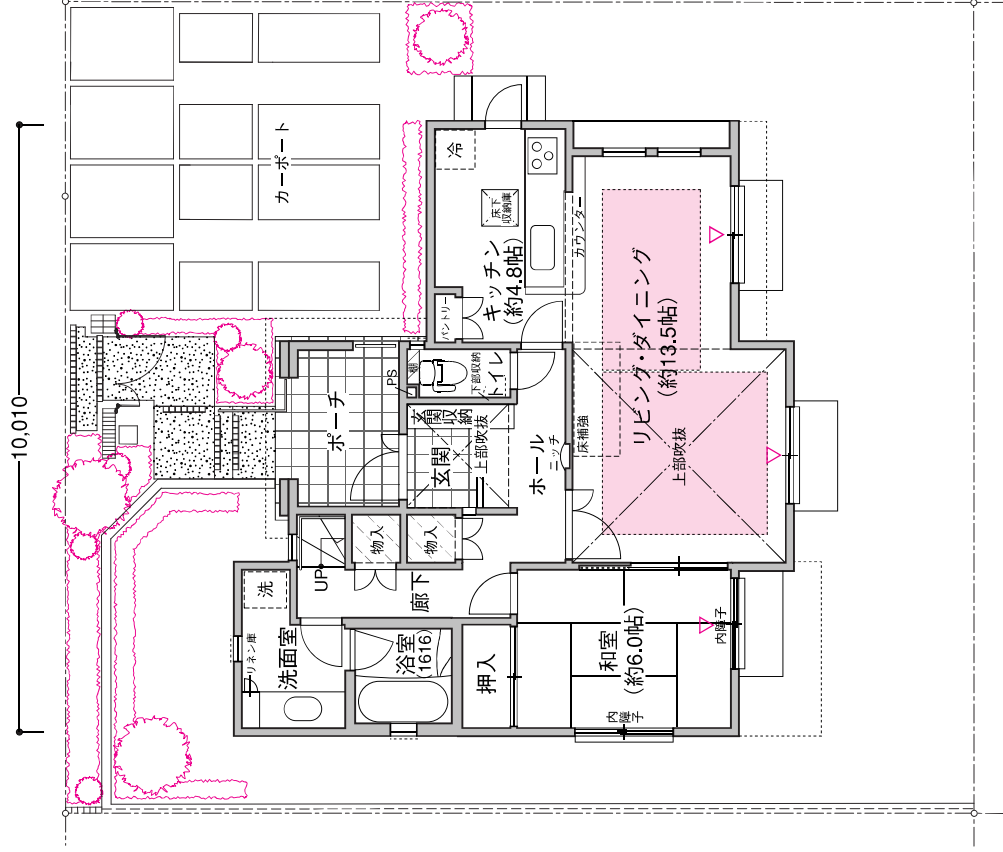 10,010
カーポート
冷
床下
収納庫
カウンター
キッチン
(約4.8帖)
パントリー
リビング・ダイニング
(約13.5帖)
PS
棚
下部収納
トイレ
ポーチ
玄関
収納
玄関
上部吹抜
ホール
ニッチ
床補強
上部吹抜
物入
物入
UP
廊下
洗
リネン庫
洗面室
浴室
(1616)
押入
和室
(約6.0帖)
内障子
内障子